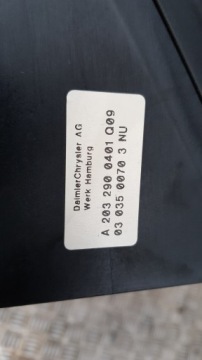 DaimlerChrysler AG
Werk Hamburg
A 203 290 0401 Q09
03 035 0070 3 NU